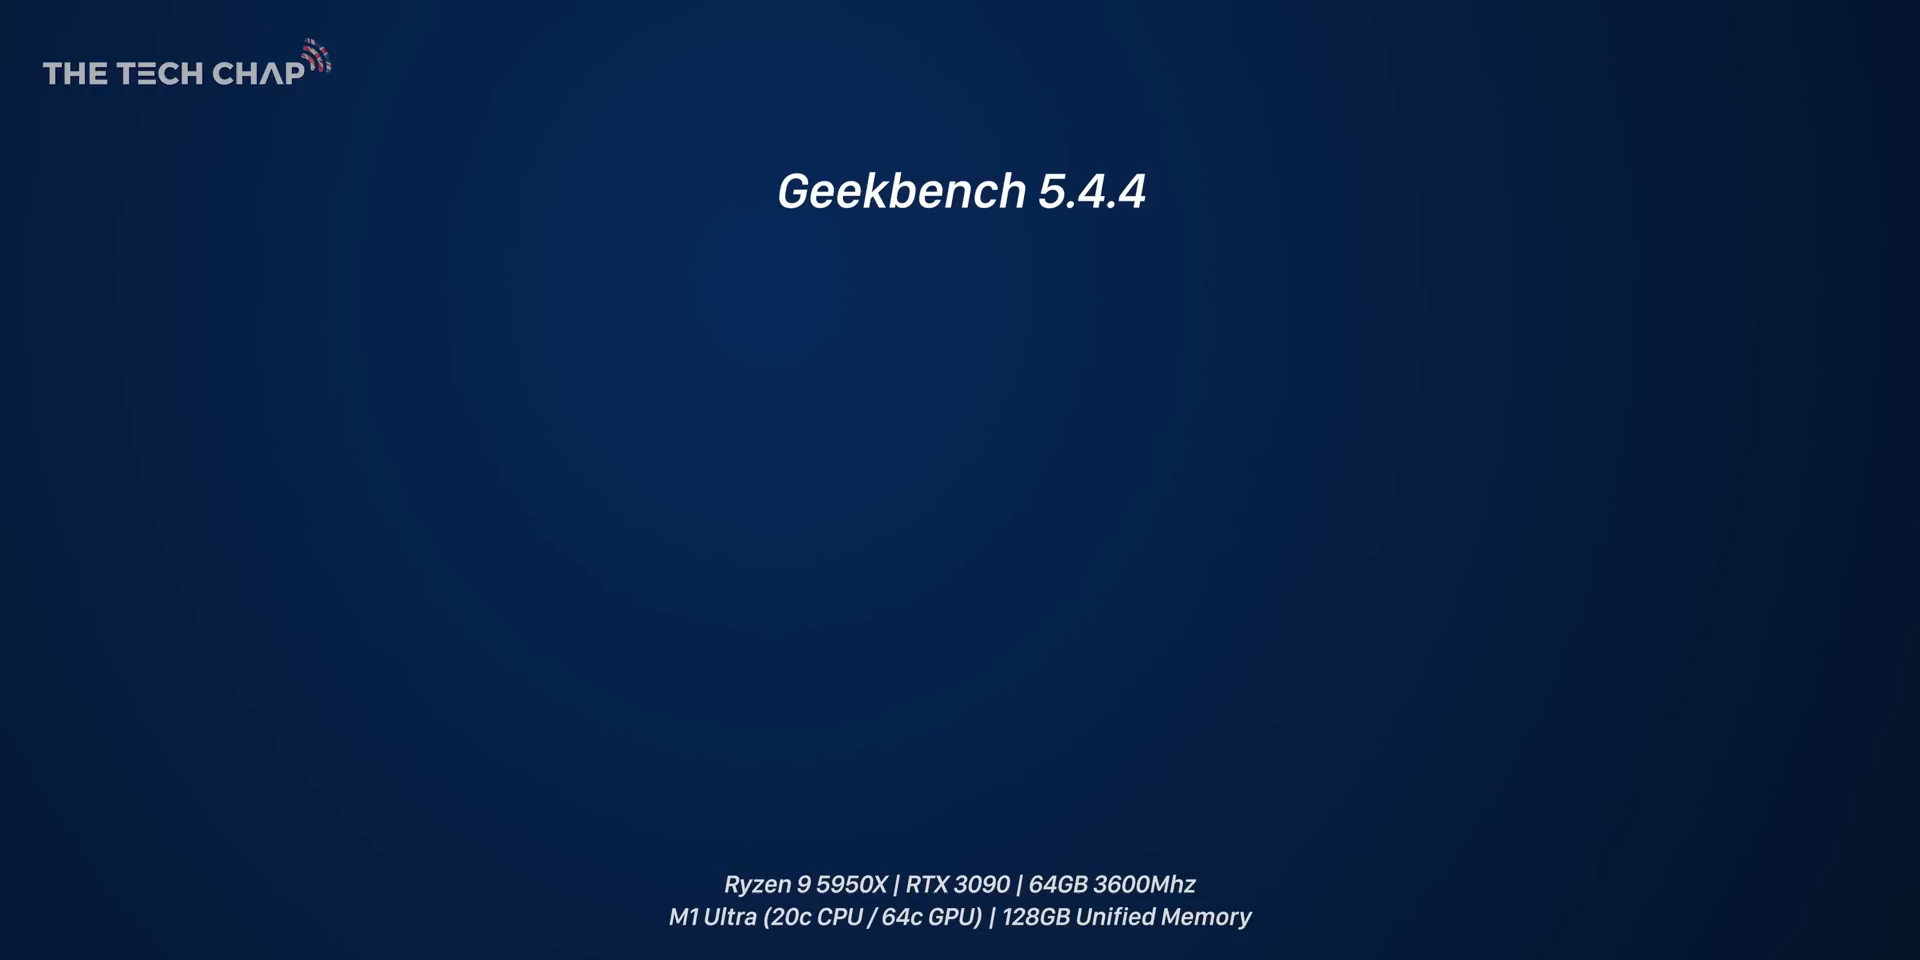 THE TECH CHAP
Geekbench 5.4.4
Ryzen 9 5950X | RTX 3090 | 64GB 3600Mhz
M1 Ultra (20c CPU / 64c GPU) | 128GB Unified Memory